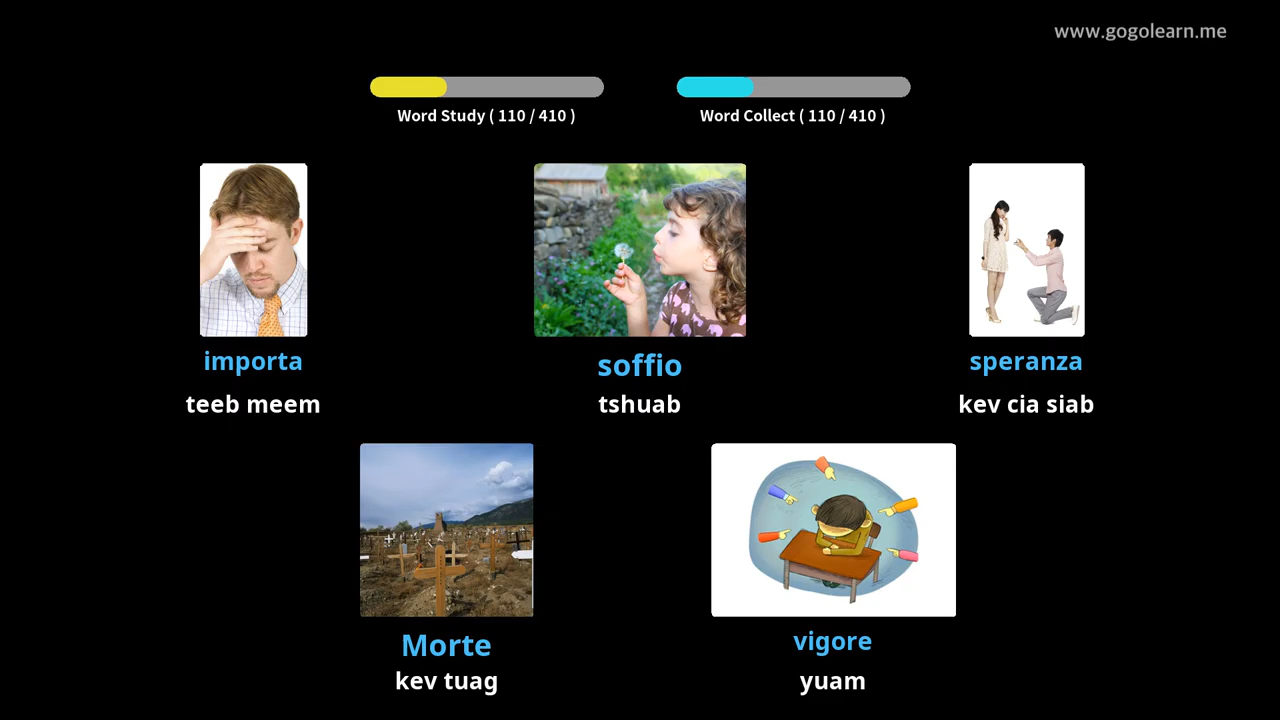 www.gogolearn.me
Word Study ( 110 / 410 )
Word Collect ( 110 / 410 )
importa
soffio
speranza
teeb meem
tshuab
kev cia siab
Morte
vigore
kev tuag
yuam